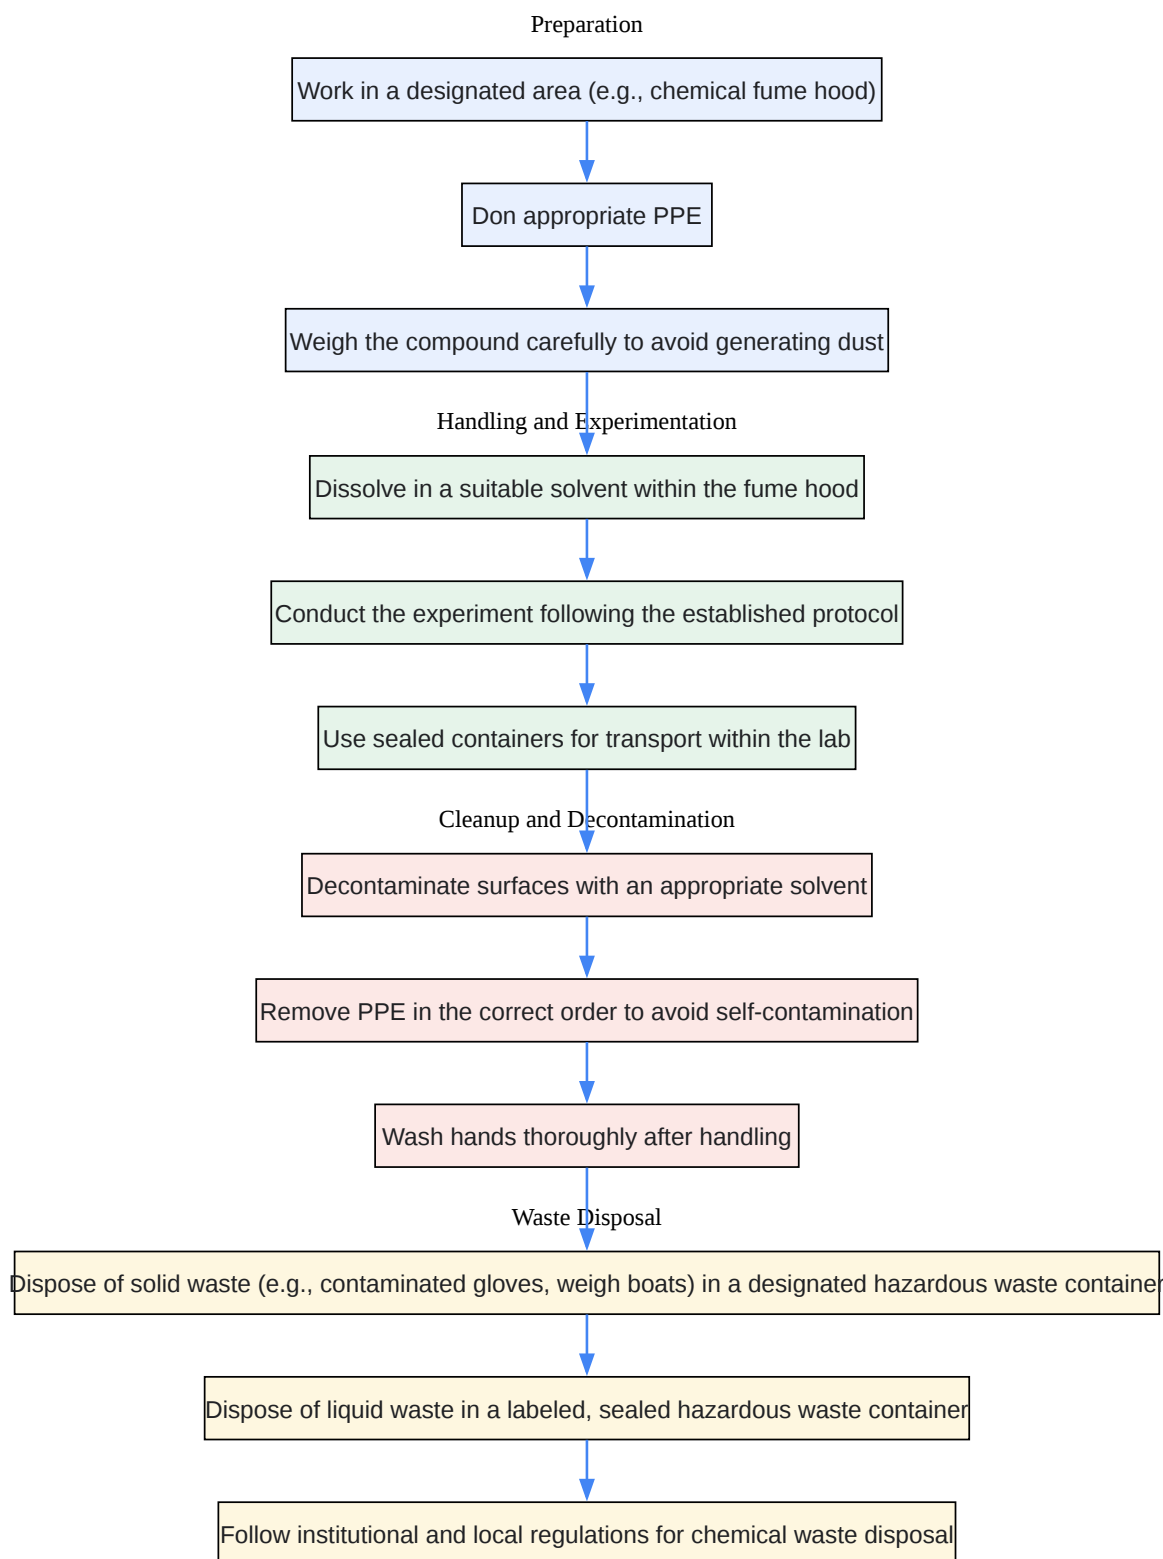 Preparation
Work in a designated area (e.g., chemical fume hood)
Don appropriate PPE
Weigh the compound carefully to avoid generating dust
Handling and Experimentation
Dissolve in a suitable solvent within the fume hood
Conduct the experiment following the established protocol
Use sealed containers for transport within the lab
Cleanup and Decontamination
Decontaminate surfaces with an appropriate solvent
Remove PPE in the correct order to avoid self-contamination
Wash hands thoroughly after handling
Waste Disposal
Dispose of solid waste (e.g., contaminated gloves, weigh boats) in a designated hazardous waste container
Dispose of liquid waste in a labeled, sealed hazardous waste container
Follow institutional and local regulations for chemical waste disposal